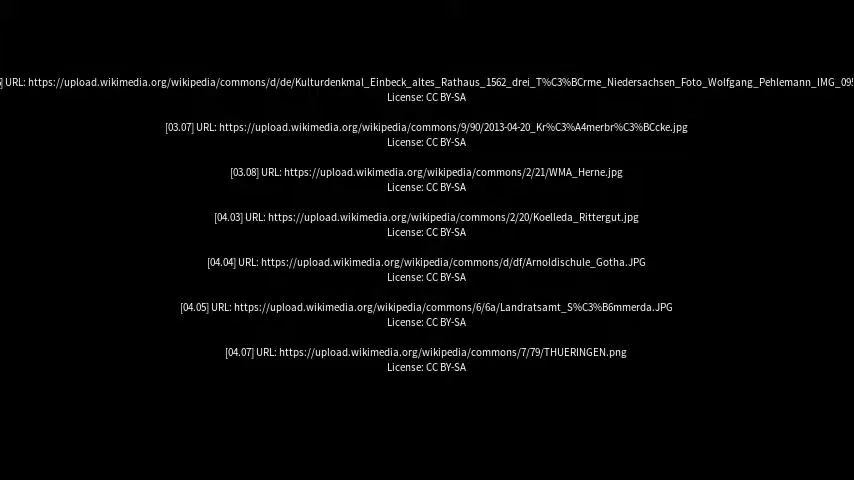 ] URL: https://upload.wikimedia.org/wikipedia/commons/d/de/Kulturdenkmal_Einbeck_altes_Rathaus_1562_drei_T%C3%BCrme_Niedersachsen_Foto_Wolfgang_Pehlemann_IMG_095
License: CC BY-SA
[03.07] URL: https://upload.wikimedia.org/wikipedia/commons/9/90/2013-04-20_Kr%C3%A4merbr%C3%BCcke.jpg
License: CC BY-SA
[03.08] URL: https://upload.wikimedia.org/wikipedia/commons/2/21/WMA_Herne.jpg
License: CC BY-SA
[04.03] URL: https://upload.wikimedia.org/wikipedia/commons/2/20/Koelleda_Rittergut.jpg
License: CC BY-SA
[04.04] URL: https://upload.wikimedia.org/wikipedia/commons/d/df/Arnoldischule_Gotha.JPG
License: CC BY-SA
[04.05] URL: https://upload.wikimedia.org/wikipedia/commons/6/6a/Landratsamt_S%C3%B6mmerda.JPG
License: CC BY-SA
[04.07] URL: https://upload.wikimedia.org/wikipedia/commons/7/79/THUERINGEN.png
License: CC BY-SA